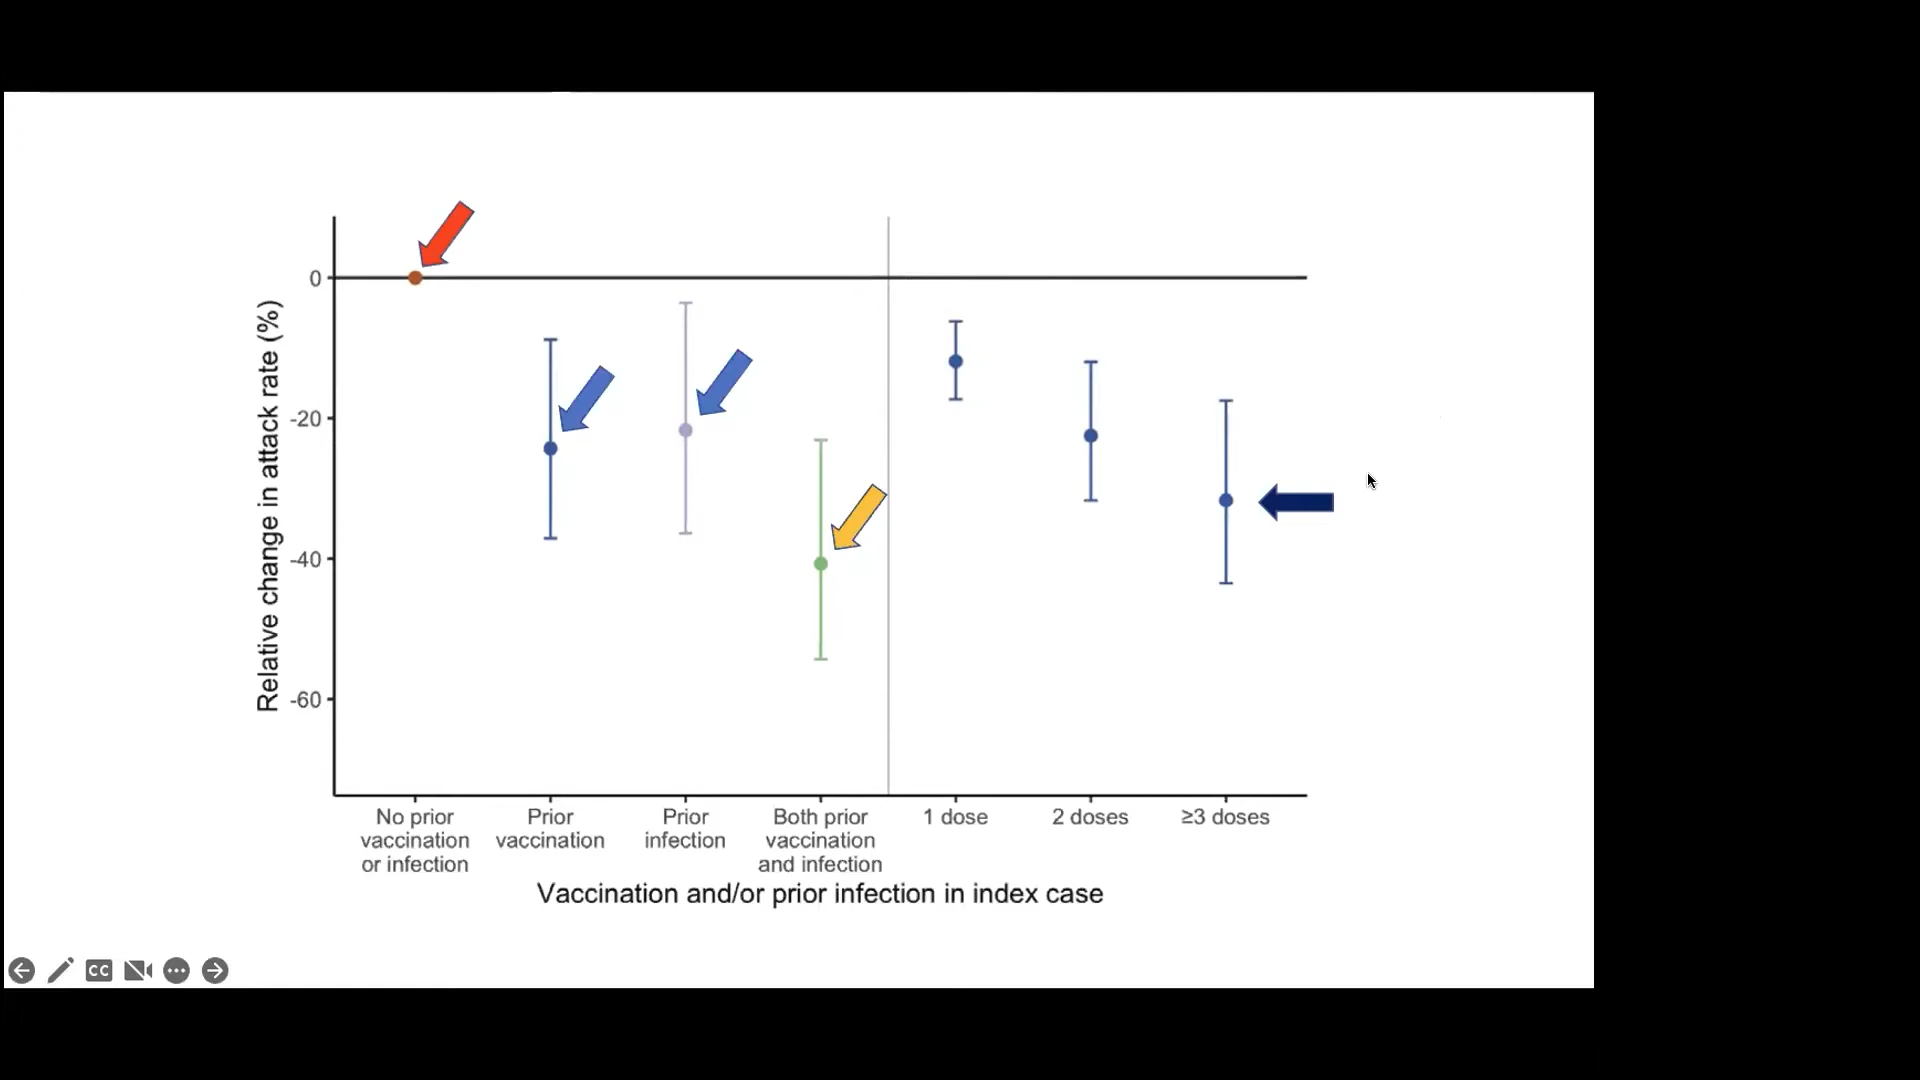 0
-20
-40
-60
Relative change in attack rate (%)
No prior
vaccination
or infection
Prior
vaccination
Prior
infection
Both prior
vaccination
and infection
1 dose
2 doses
≥3 doses
Vaccination and/or prior infection in index case
CC